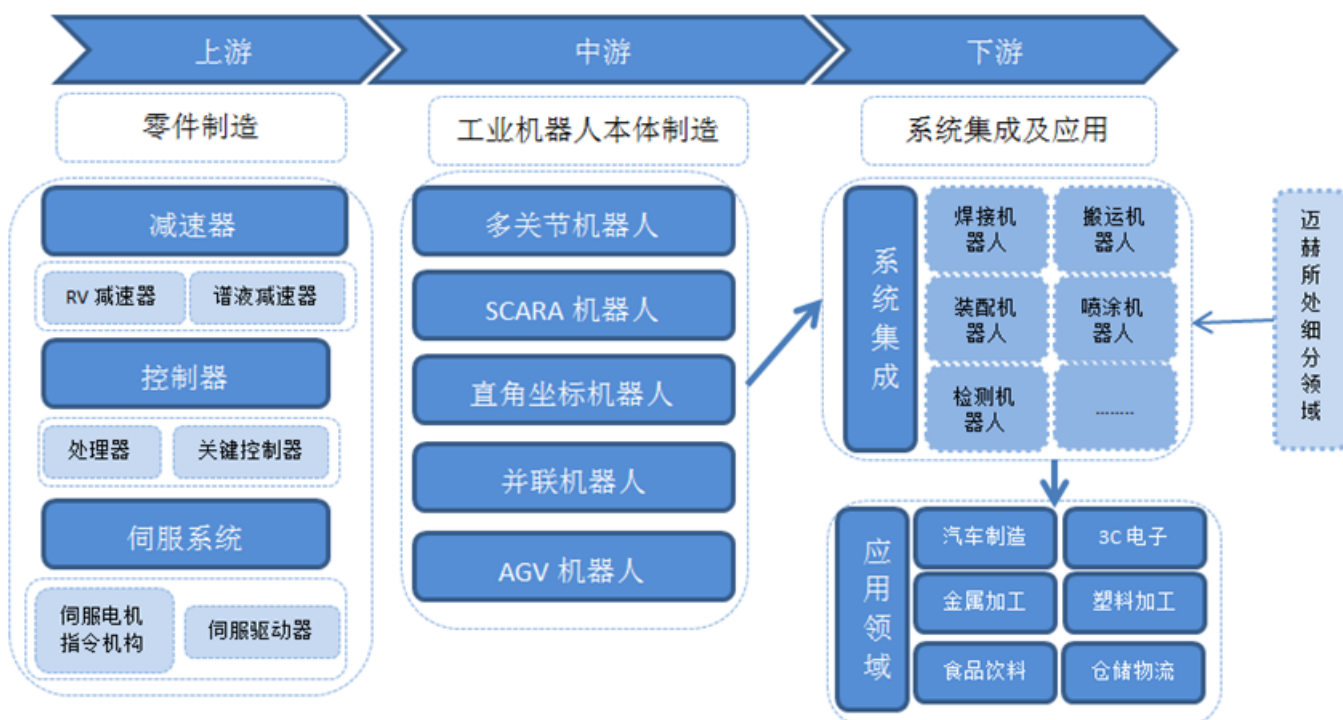 上游
中游
下游
零件制造
工业机器人本体制造
系统集成及应用
减速器
RV 减速器
谱液减速器
控制器
处理器
关键控制器
伺服系统
伺服电机
指令机构
伺服驱动器
多关节机器人
SCARA 机器人
直角坐标机器人
并联机器人
AGV 机器人
系统集成
焊接机
器人
搬运机
器人
装配机
器人
喷涂机
器人
检测机
器人
........
迈赫所处细分领域
应用领域
汽车制造
3C 电子
金属加工
塑料加工
食品饮料
仓储物流